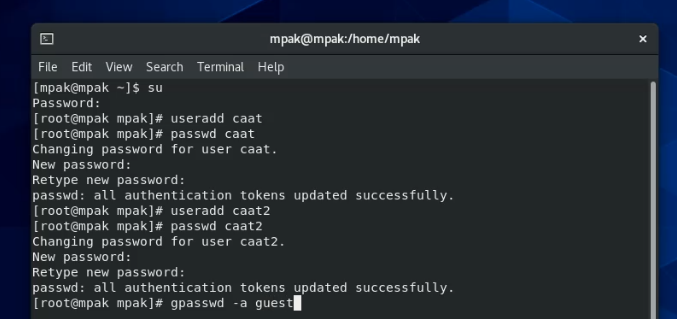 mpak@mpak:/home/mpak
×
File Edit View Search Terminal Help
[mpak@mpak ~]$ su
Password:
[root@mpak mpak]# useradd caat
[root@mpak mpak]# passwd caat
Changing password for user caat.
New password:
Retype new password:
passwd: all authentication tokens updated successfully.
[root@mpak mpak]# useradd caat2
[root@mpak mpak]# passwd caat2
Changing password for user caat2.
New password:
Retype new password:
passwd: all authentication tokens updated successfully.
[root@mpak mpak]# gpasswd -a guest